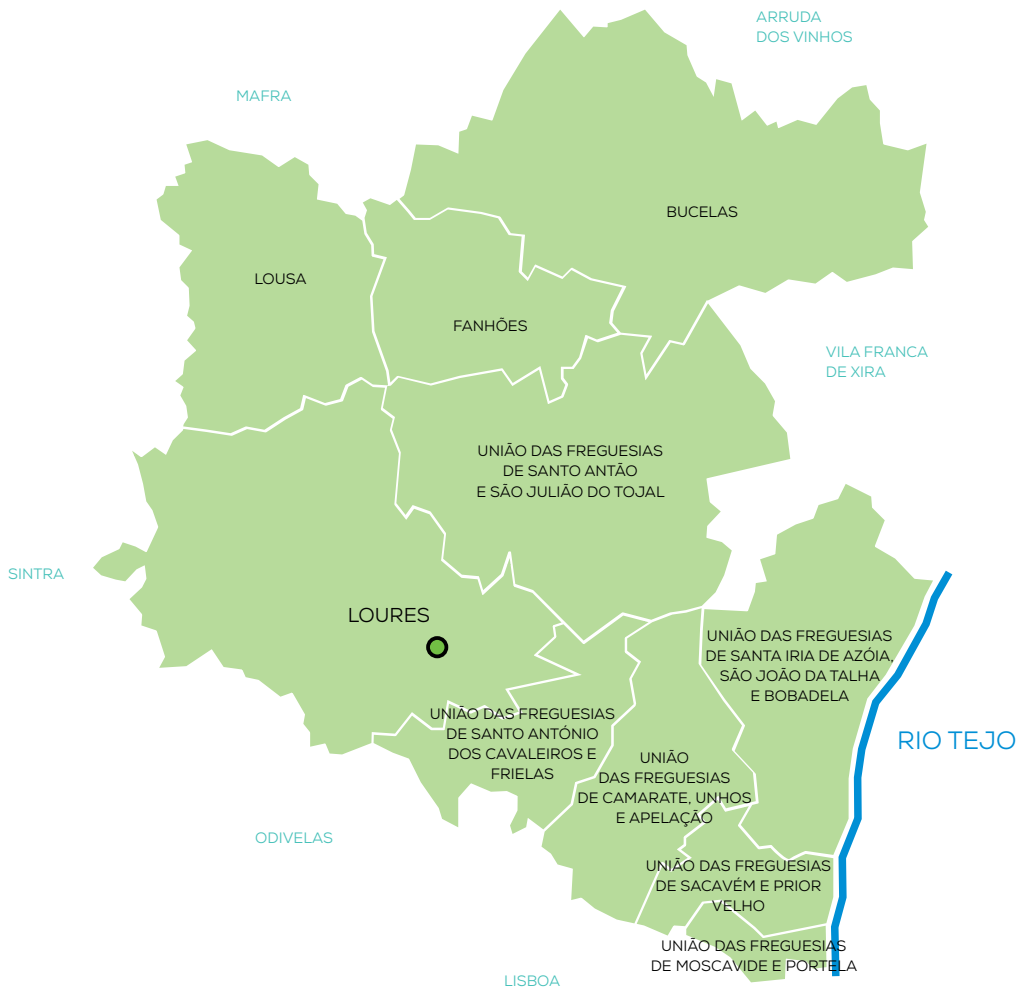 ARRUDA
DOS VINHOS
MAFRA
BUCELAS
LOUSA
FANHÕES
VILA FRANCA
DE XIRA
UNIÃO DAS FREGUESIAS
DE SANTO ANTÃO
E SÃO JULIÃO DO TOJAL
SINTRA
LOURES
UNIÃO DAS FREGUESIAS
DE SANTA IRIA DE AZÓIA,
SÃO JOÃO DA TALHA
E BOBADELA
UNIÃO DAS FREGUESIAS
DE SANTO ANTÓNIO
DOS CAVALEIROS E
FRIELAS
RIO TEJO
UNIÃO
DAS FREGUESIAS
DE CAMARATE, UNHOS
E APELAÇÃO
ODIVELAS
UNIÃO DAS FREGUESIAS
DE SACAVÉM E PRIOR
VELHO
UNIÃO DAS FREGUESIAS
DE MOSCAVIDE E PORTELA
LISBOA